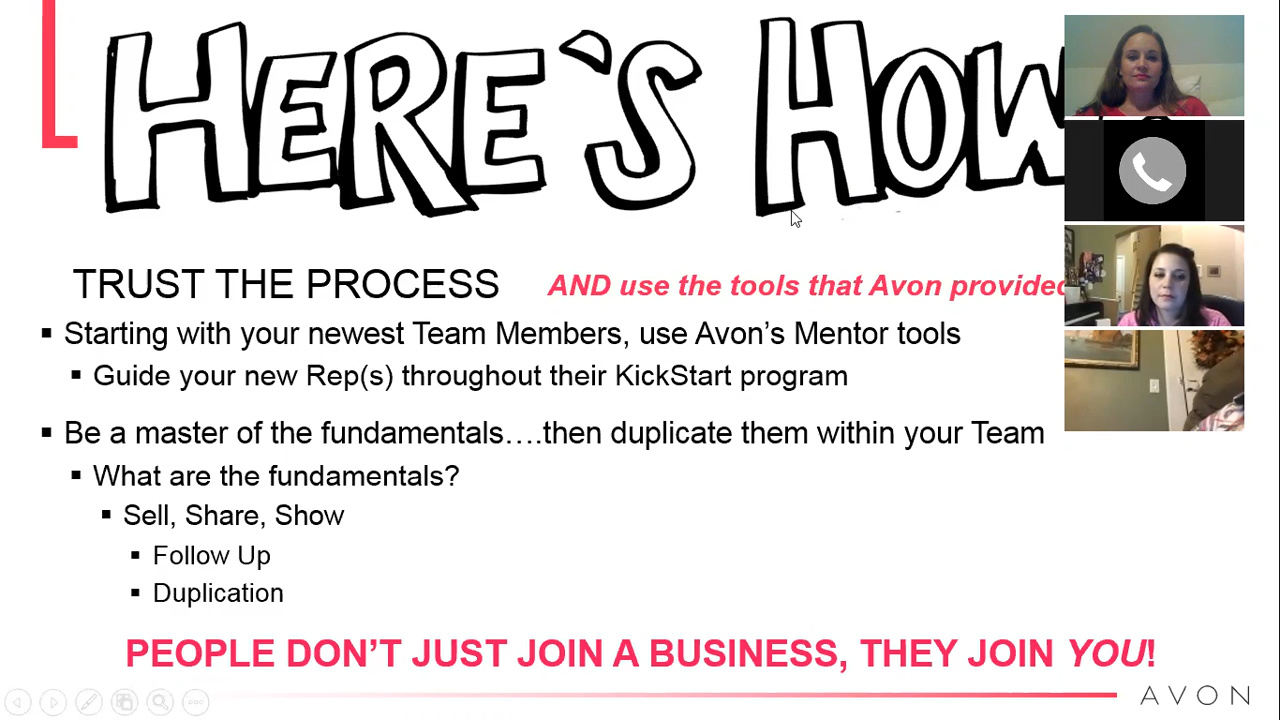 HERE'S HOW
TRUST THE PROCESS AND use the tools that Avon provided
Starting with your newest Team Members, use Avon’s Mentor tools
Guide your new Rep(s) throughout their KickStart program
Be a master of the fundamentals….then duplicate them within your Team
What are the fundamentals?
Sell, Share, Show
Follow Up
Duplication
PEOPLE DON’T JUST JOIN A BUSINESS, THEY JOIN YOU!
AVON